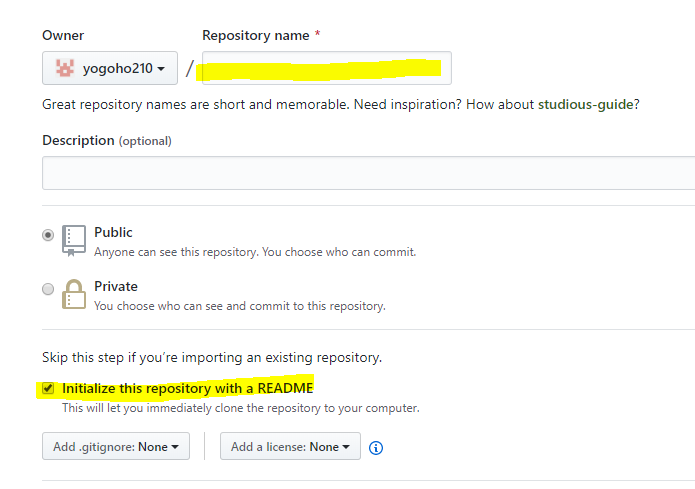 Owner
Repository name *
yogoho210
/
Great repository names are short and memorable. Need inspiration? How about studious-guide?
Description (optional)
Public
Anyone can see this repository. You choose who can commit.
Private
You choose who can see and commit to this repository.
Skip this step if you're importing an existing repository.
Initialize this repository with a README
This will let you immediately clone the repository to your computer.
Add .gitignore: None
Add a license: None